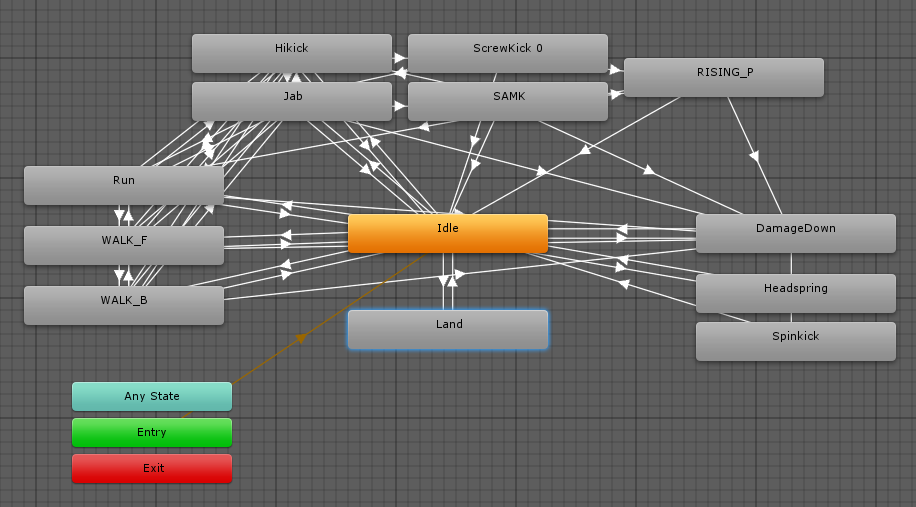 Hikick
ScrewKick 0
RISING_P
Jab
SAMK
Run
WALK_F
Idle
DamageDown
WALK_B
Headspring
Land
Spinkick
Any State
Entry
Exit